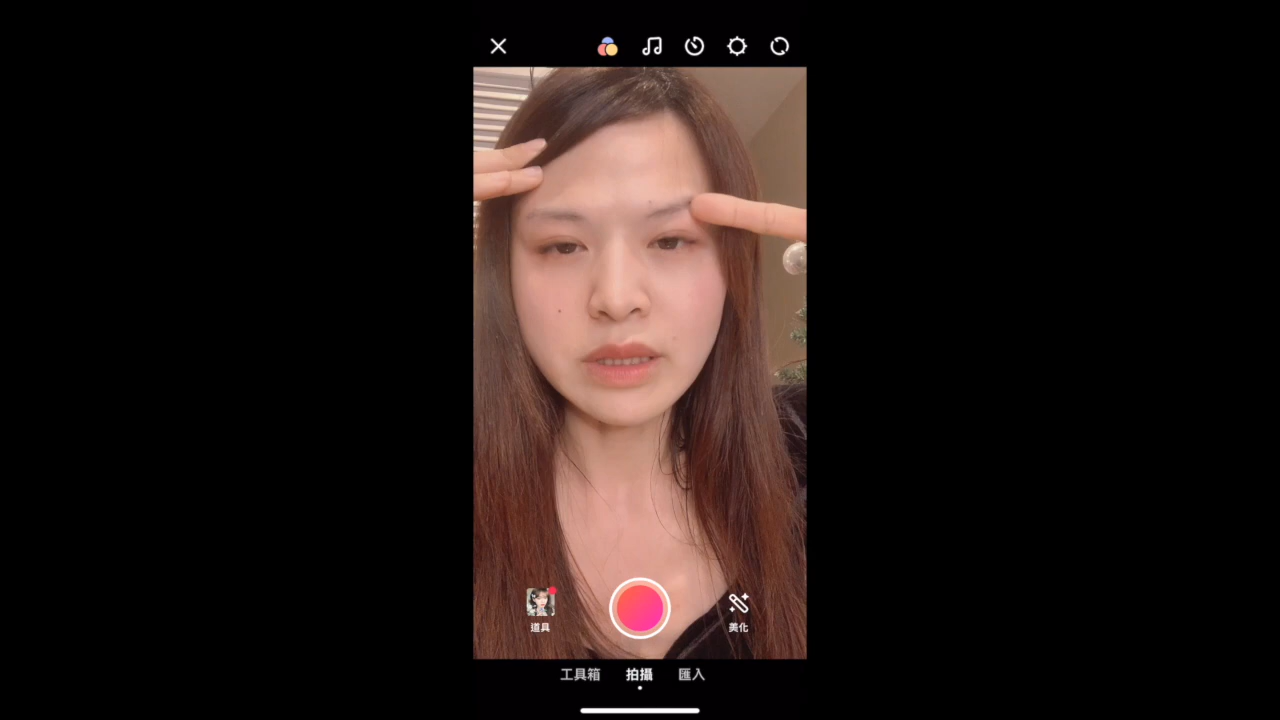 道具
美化
工具箱 拍攝 匯入